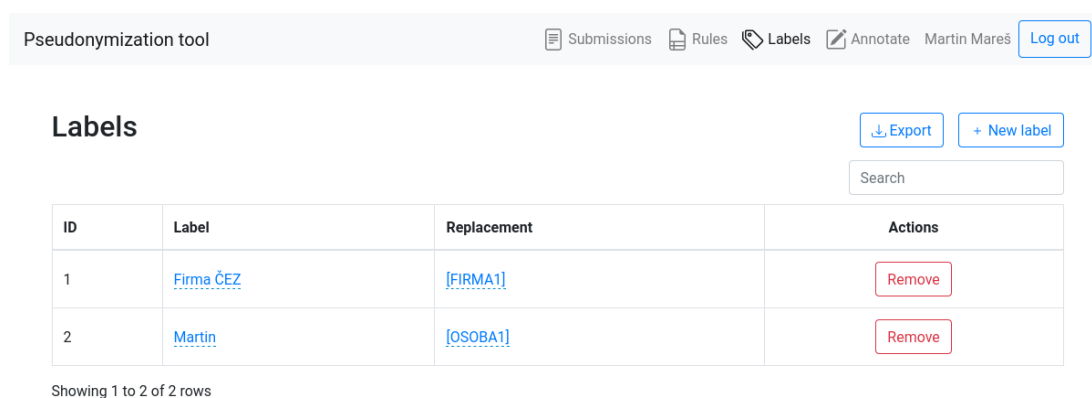 Pseudonymization tool Submissions Rules Labels Annotate Martin Mareš Log out
Labels
Export + New label
Search
ID Label Replacement Actions
1 Firma ČEZ [FIRMA1] Remove
2 Martin [OSOBA1] Remove
Showing 1 to 2 of 2 rows